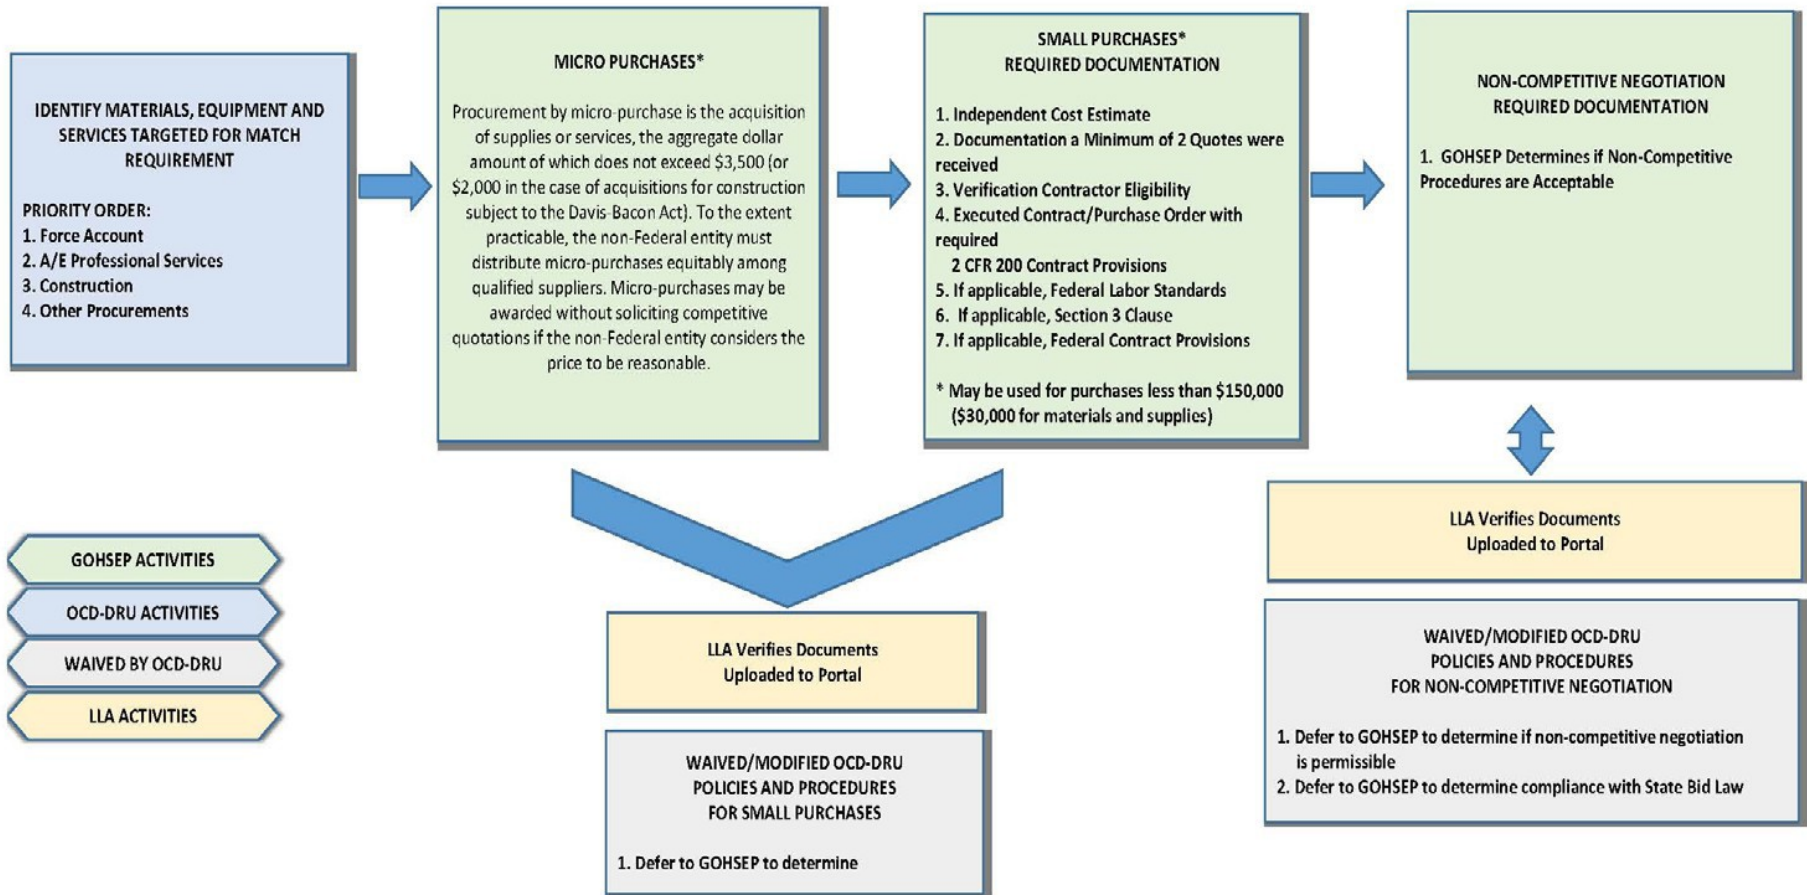 IDENTIFY MATERIALS, EQUIPMENT AND
SERVICES TARGETED FOR MATCH
REQUIREMENT
PRIORITY ORDER:
1. Force Account
2. A/E Professional Services
3. Construction
4. Other Procurements
MICRO PURCHASES*
Procurement by micro-purchase is the acquisition
of supplies or services, the aggregate dollar
amount of which does not exceed $3,500 (or
$2,000 in the case of acquisitions for construction
subject to the Davis-Bacon Act). To the extent
practicable, the non-Federal entity must
distribute micro-purchases equitably among
qualified suppliers. Micro-purchases may be
awarded without soliciting competitive
quotations if the non-Federal entity considers the
price to be reasonable.
SMALL PURCHASES*
REQUIRED DOCUMENTATION
1. Independent Cost Estimate
2. Documentation a Minimum of 2 Quotes were
received
3. Verification Contractor Eligibility
4. Executed Contract/Purchase Order with
required
2 CFR 200 Contract Provisions
5. If applicable, Federal Labor Standards
6. If applicable, Section 3 Clause
7. If applicable, Federal Contract Provisions
* May be used for purchases less than $150,000
($30,000 for materials and supplies)
NON-COMPETITIVE NEGOTIATION
REQUIRED DOCUMENTATION
1. GOHSEP Determines if Non-Competitive
Procedures are Acceptable
GOHSEP ACTIVITIES
OCD-DRU ACTIVITIES
WAIVED BY OCD-DRU
LLA ACTIVITIES
LLA Verifies Documents
Uploaded to Portal
WAIVED/MODIFIED OCD-DRU
POLICIES AND PROCEDURES
FOR SMALL PURCHASES
1. Defer to GOHSEP to determine
LLA Verifies Documents
Uploaded to Portal
WAIVED/MODIFIED OCD-DRU
POLICIES AND PROCEDURES
FOR NON-COMPETITIVE NEGOTIATION
1. Defer to GOHSEP to determine if non-competitive negotiation
is permissible
2. Defer to GOHSEP to determine compliance with State Bid Law